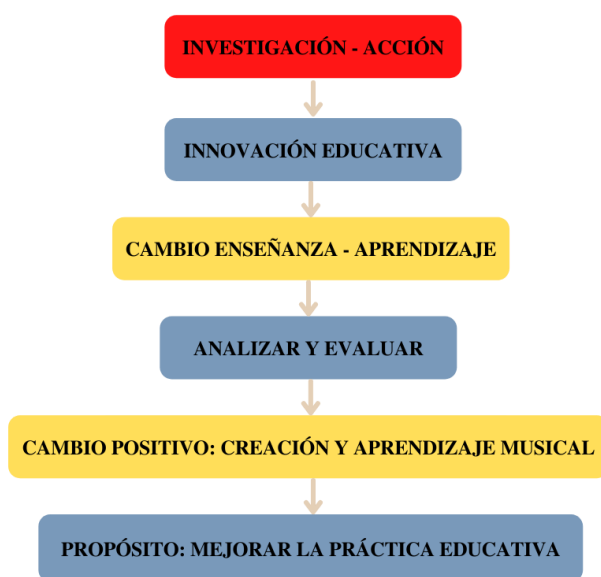 INVESTIGACIÓN - ACCIÓN
INNOVACIÓN EDUCATIVA
CAMBIO ENSEÑANZA - APRENDIZAJE
ANALIZAR Y EVALUAR
CAMBIO POSITIVO: CREACIÓN Y APRENDIZAJE MUSICAL
PROPÓSITO: MEJORAR LA PRÁCTICA EDUCATIVA